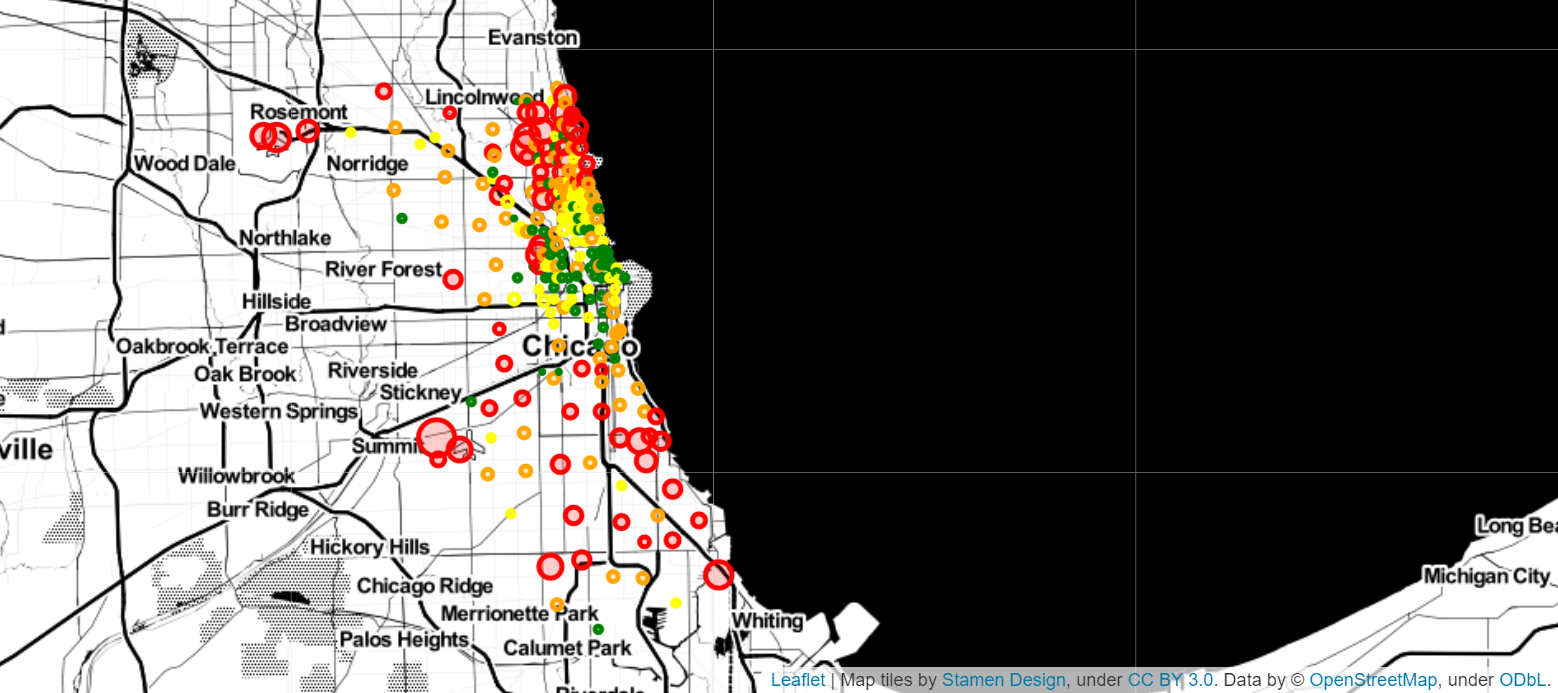 Evanston
Lincolnwood
Rosemont
Wood Dale
Norridge
Northlake
River Forest
Hillside
Broadview
Chicago
Oakbrook Terrace
Riverside
Oak Brook
Stickney
Western Springs
Summi
ville
Willowbrook
Burr Ridge
Long Bea
Hickory Hills
Michigan City
Chicago Ridge
Merrionette Park
Whiting
Palos Heights
Calumet Park
Riverdale
Leaflet | Map tiles by Stamen Design, under CC BY 3.0. Data by © OpenStreetMap, under ODbL.